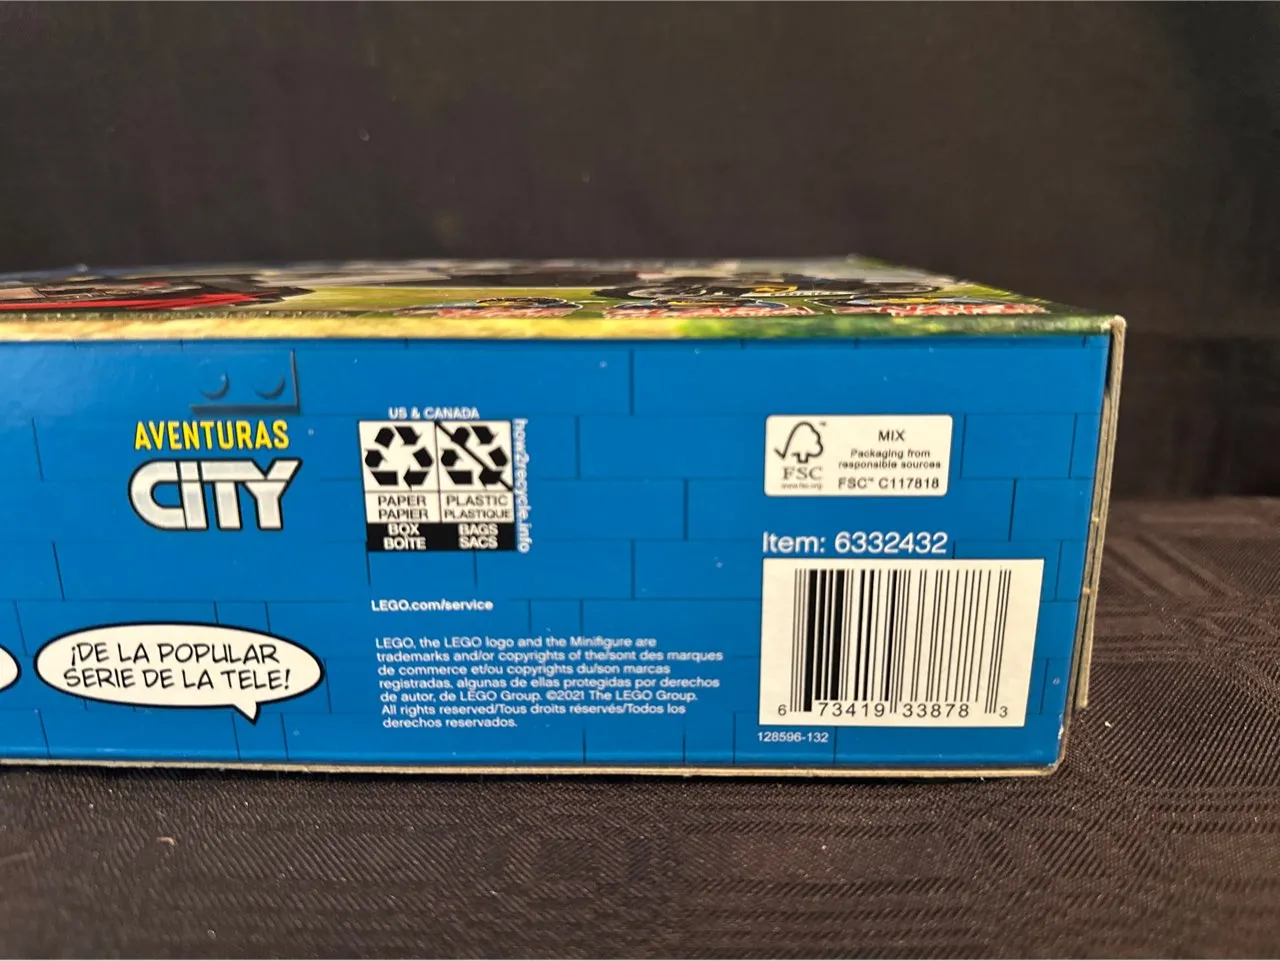 AVENTURAS
CITY
¡DE LA POPULAR
SERIE DE LA TELE!
US & CANADA
PAPER
PAPIER
BOX
BOÎTE
PLASTIC
PLASTIQUE
BAGS
SACS
how2recycle.info
LEGO.com/service
LEGO, the LEGO logo and the Minifigure are
trademarks and/or copyrights of the/sont des marques
de commerce et/ou copyrights du/son marcas
registradas, algunas de ellas protegidas por derechos
de autor, de LEGO Group. ©2021 The LEGO Group.
All rights reserved/Tous droits réservés/Todos los
derechos reservados.
FSC
www.fsc.org
MIX
Packaging from
responsible sources
FSC™ C117818
Item: 6332432
6 73419 33878 3
128596-132